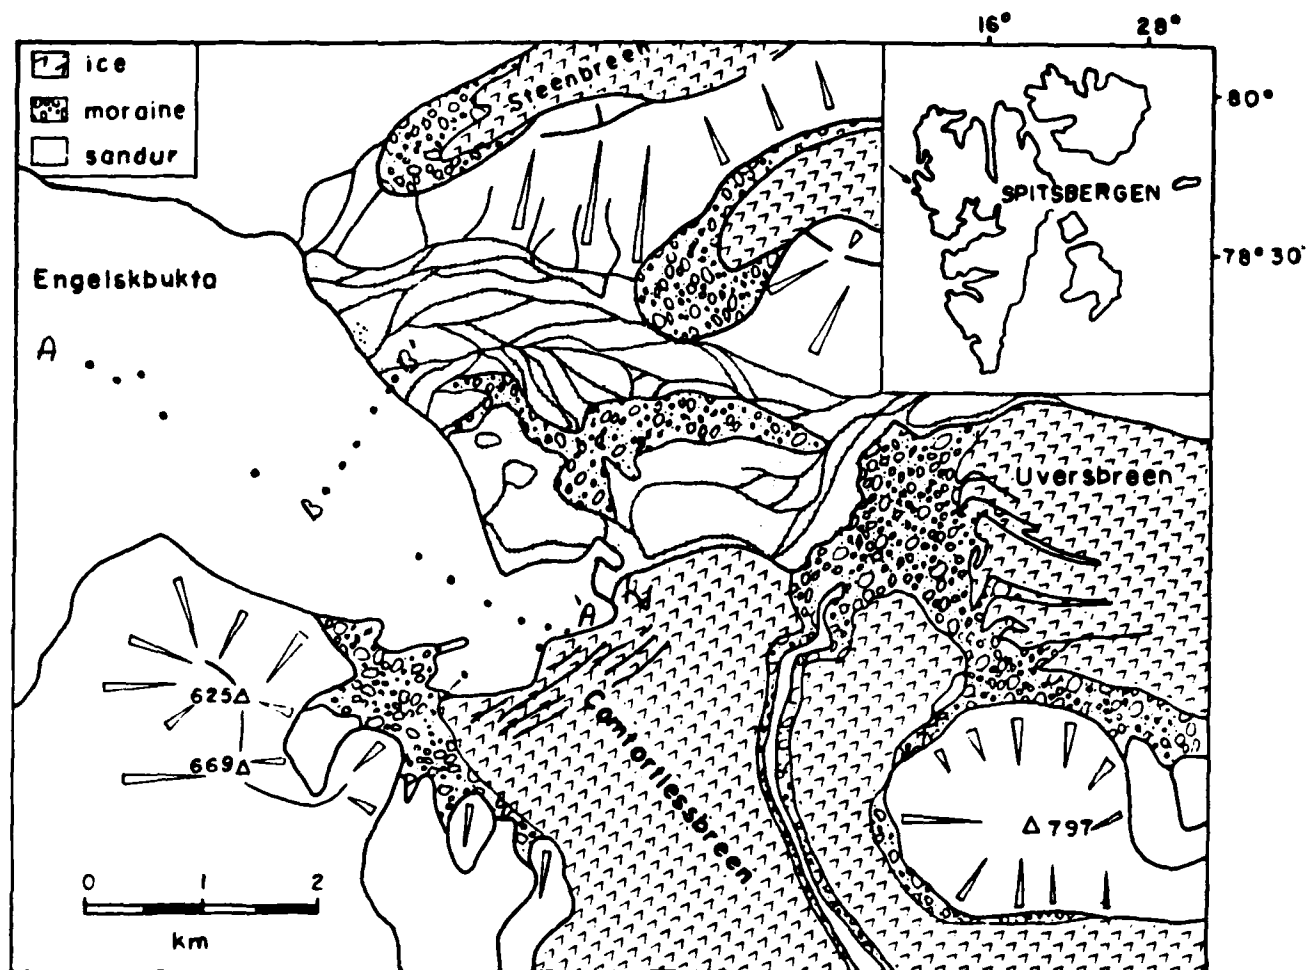 16° 28°
ice
moraine
sandur
Steenbreen
80°
SPITSBERGEN
78° 30'
Engelskbukta
A
B'
B
Uversbreen
A'
625
669
797
Comfortlessbreen
0 1 2
km